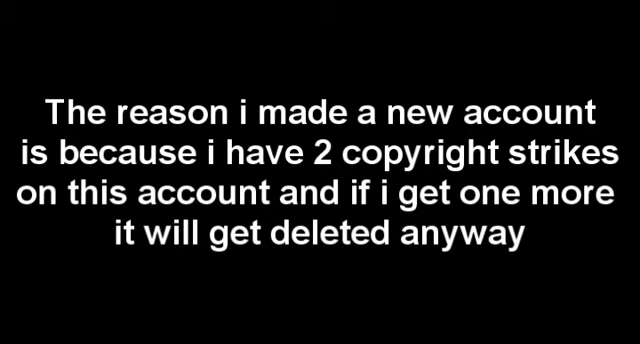 The reason i made a new account
is because i have 2 copyright strikes
on this account and if i get one more
it will get deleted anyway